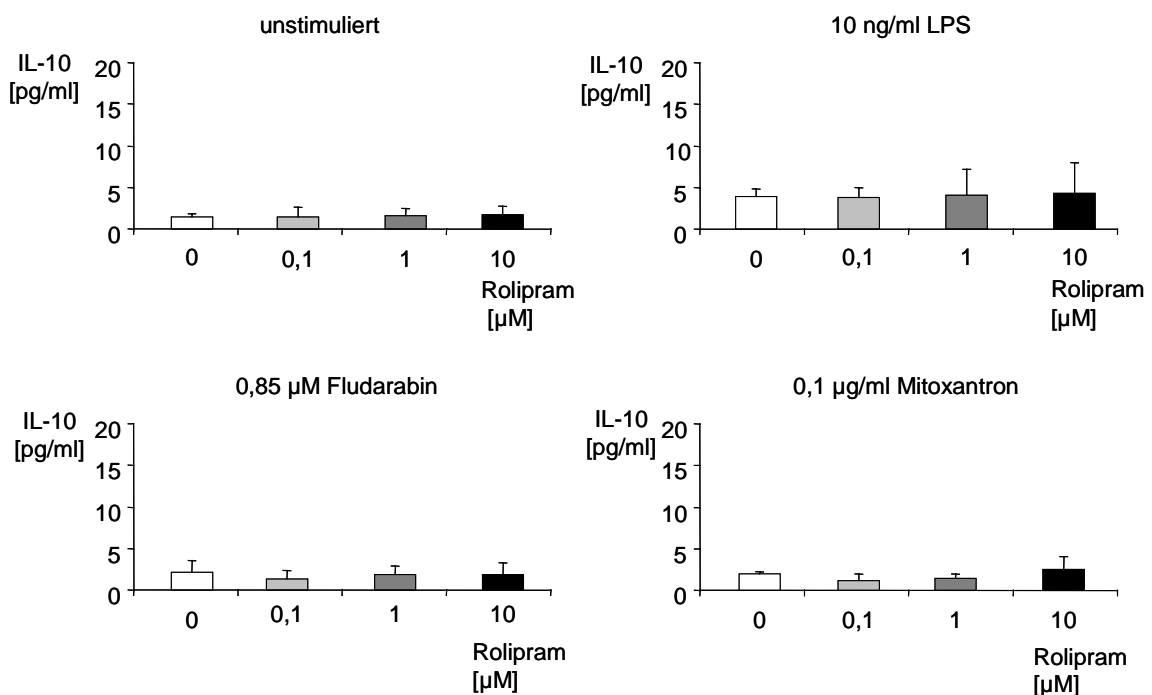 unstimuliert
IL-10
[pg/ml]
20
15
10
5
0
0 0,1 1 10
Rolipram
[µM]
10 ng/ml LPS
IL-10
[pg/ml]
20
15
10
5
0
0 0,1 1 10
Rolipram
[µM]
0,85 µM Fludarabin
IL-10
[pg/ml]
20
15
10
5
0
0 0,1 1 10
Rolipram
[µM]
0,1 µg/ml Mitoxantron
IL-10
[pg/ml]
20
15
10
5
0
0 0,1 1 10
Rolipram
[µM]